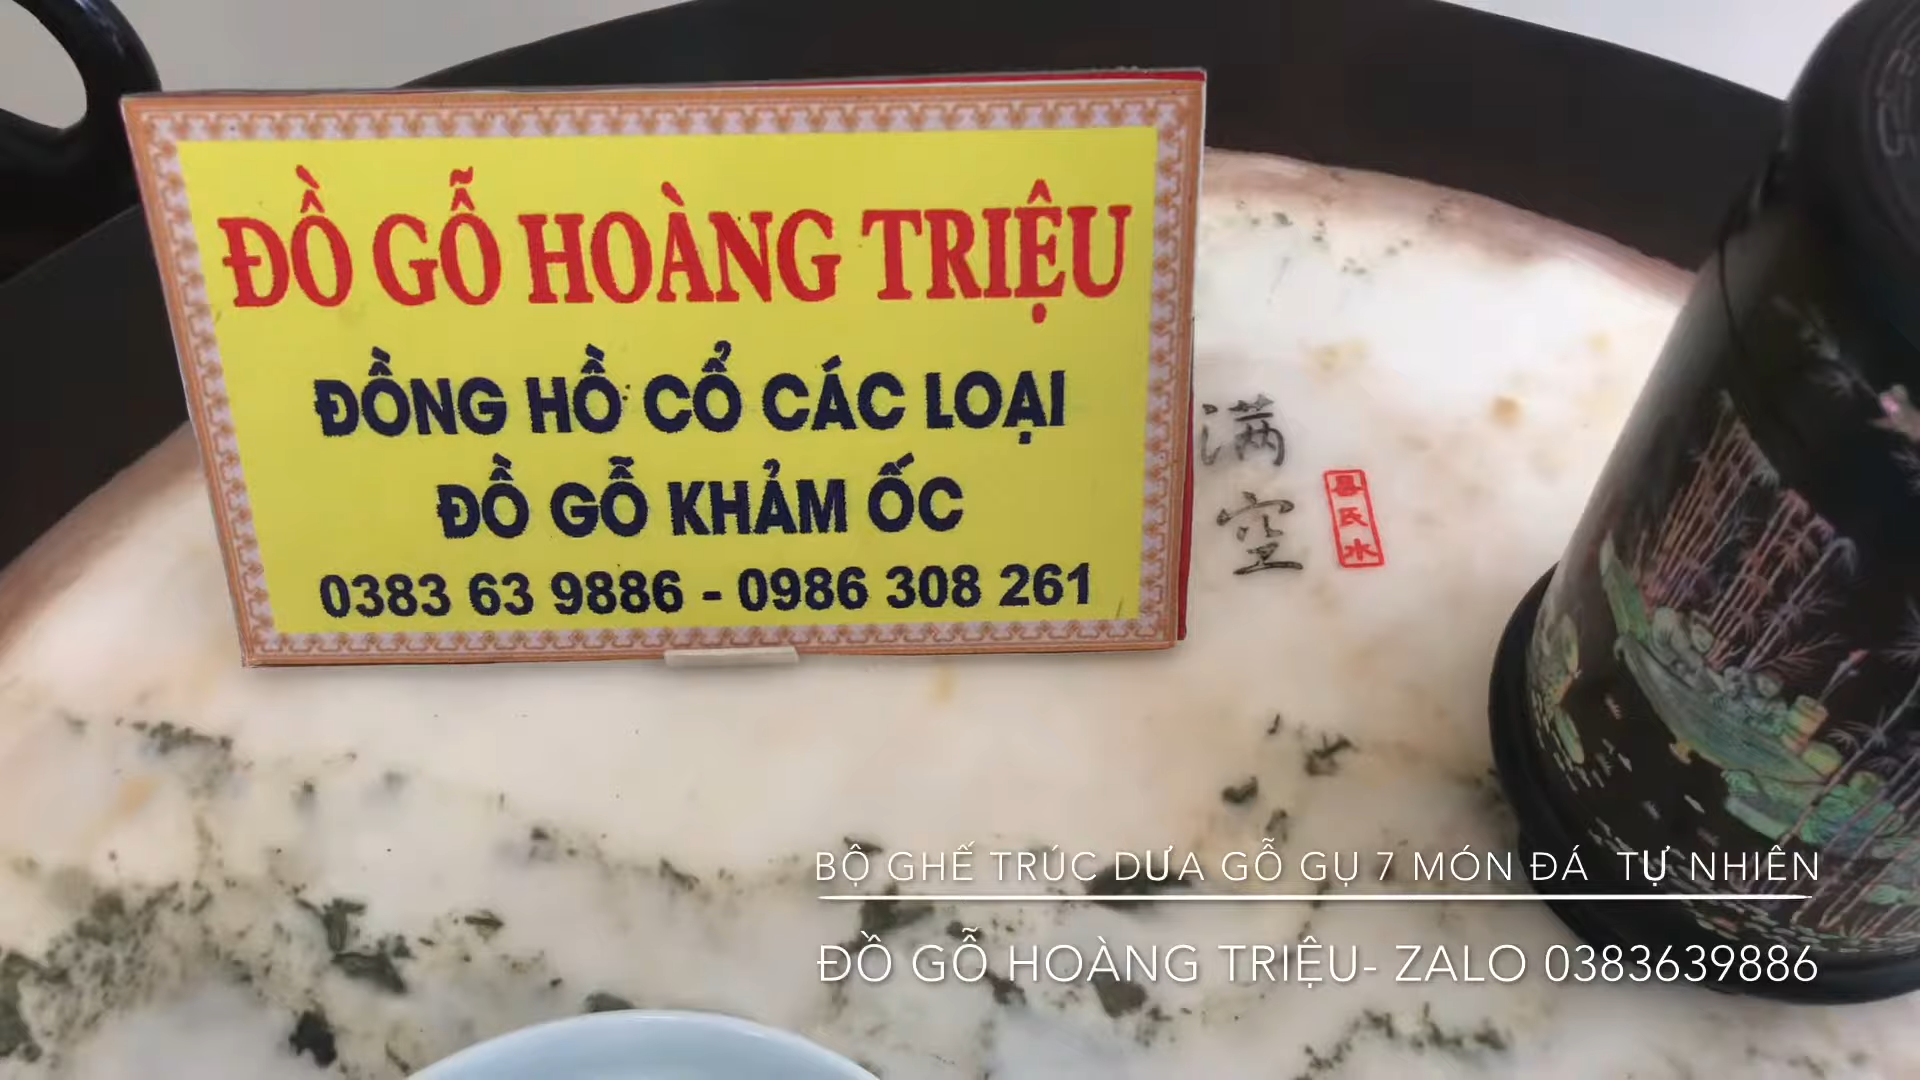 ĐỒ GỖ HOÀNG TRIỆU
ĐỒNG HỒ CỔ CÁC LOẠI
ĐỒ GỖ KHẢM ỐC
0383 63 9886 - 0986 308 261
满
空
BỘ GHẾ TRÚC DƯA GỖ GỤ 7 MÓN ĐÁ TỰ NHIÊN
ĐỒ GỖ HOÀNG TRIỆU- ZALO 0383639886